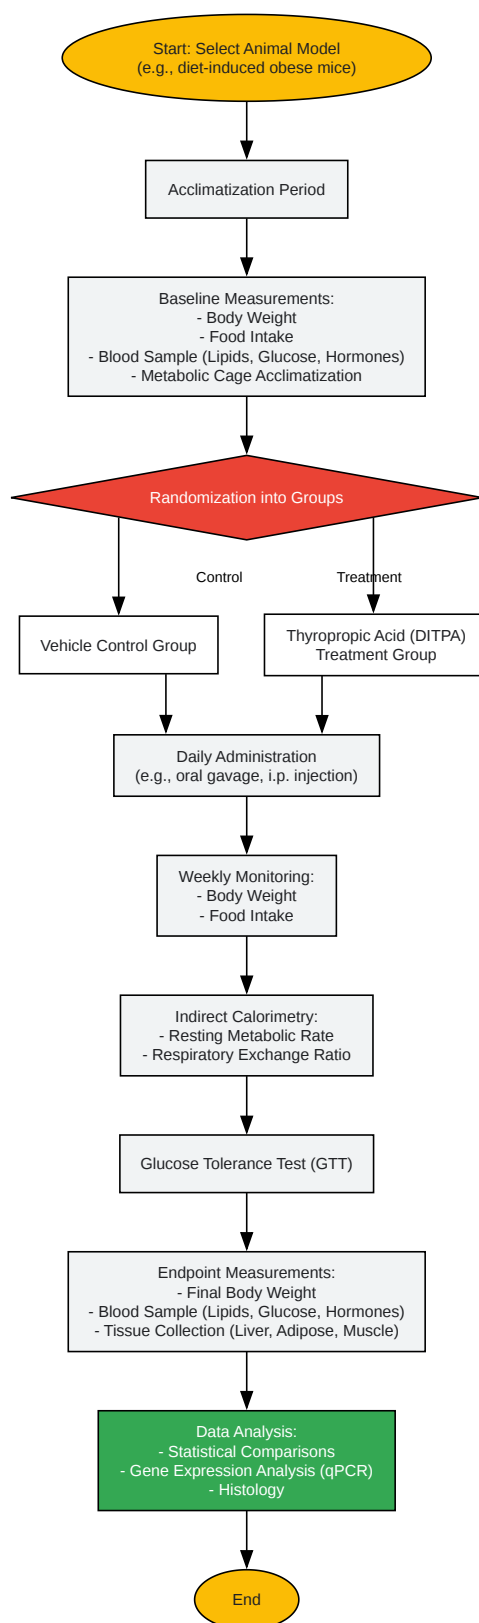 Start: Select Animal Model
(e.g., diet-induced obese mice)
Acclimatization Period
Baseline Measurements:
- Body Weight
- Food Intake
- Blood Sample (Lipids, Glucose, Hormones)
- Metabolic Cage Acclimatization
Randomization into Groups
Control
Treatment
Vehicle Control Group
Thyropropic Acid (DITPA)
Treatment Group
Daily Administration
(e.g., oral gavage, i.p. injection)
Weekly Monitoring:
- Body Weight
- Food Intake
Indirect Calorimetry:
- Resting Metabolic Rate
- Respiratory Exchange Ratio
Glucose Tolerance Test (GTT)
Endpoint Measurements:
- Final Body Weight
- Blood Sample (Lipids, Glucose, Hormones)
- Tissue Collection (Liver, Adipose, Muscle)
Data Analysis:
- Statistical Comparisons
- Gene Expression Analysis (qPCR)
- Histology
End